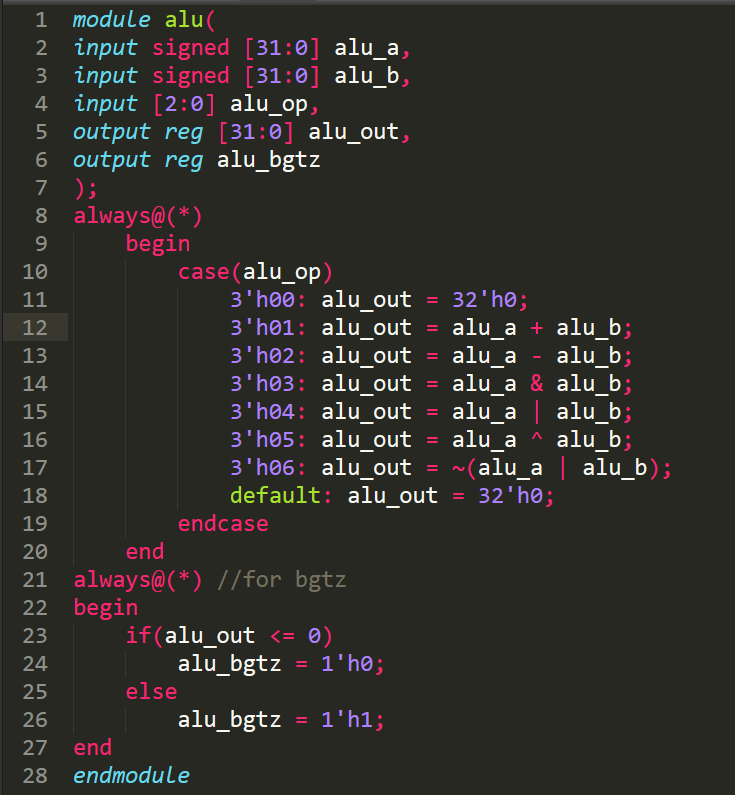 1 module alu(
2 input signed [31:0] alu_a,
3 input signed [31:0] alu_b,
4 input [2:0] alu_op,
5 output reg [31:0] alu_out,
6 output reg alu_bgtz
7 );
8 always@(*)
9     begin
10         case(alu_op)
11             3'h00: alu_out = 32'h0;
12             3'h01: alu_out = alu_a + alu_b;
13             3'h02: alu_out = alu_a - alu_b;
14             3'h03: alu_out = alu_a & alu_b;
15             3'h04: alu_out = alu_a | alu_b;
16             3'h05: alu_out = alu_a ^ alu_b;
17             3'h06: alu_out = ~(alu_a | alu_b);
18             default: alu_out = 32'h0;
19         endcase
20     end
21 always@(*) //for bgtz
22 begin
23     if(alu_out <= 0)
24         alu_bgtz = 1'h0;
25     else
26         alu_bgtz = 1'h1;
27 end
28 endmodule